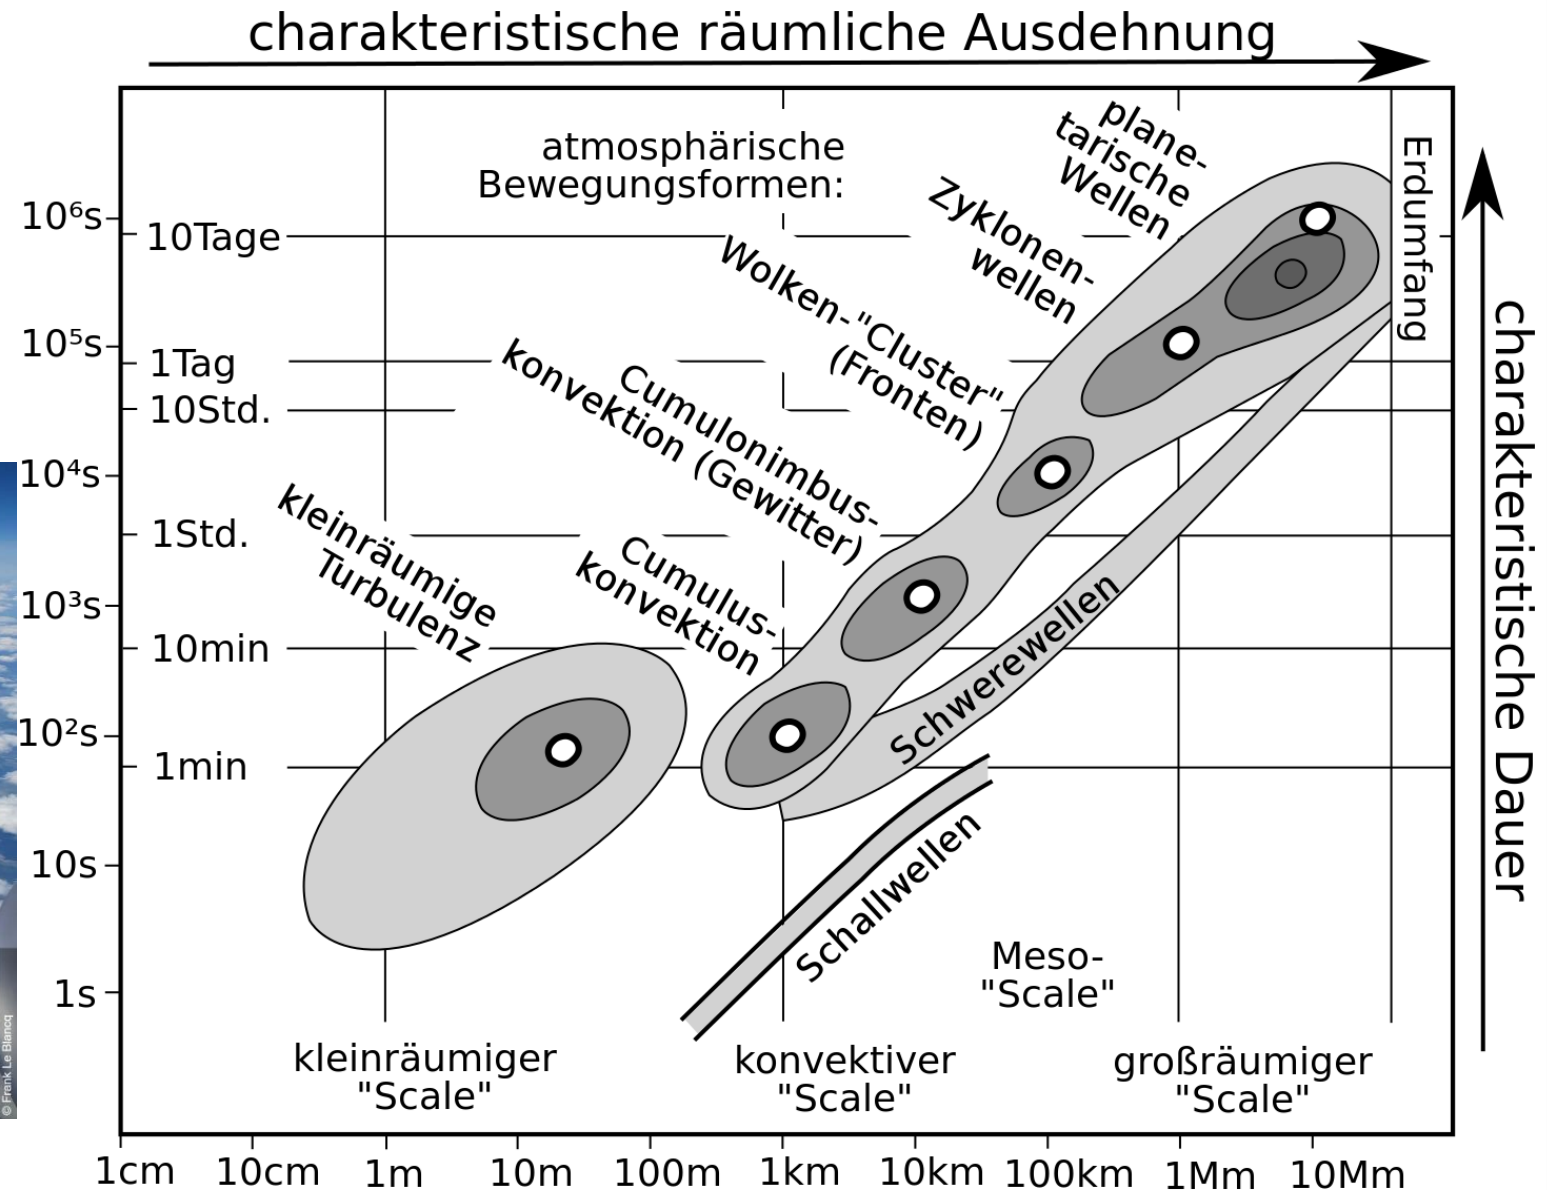 charakteristische räumliche Ausdehnung
atmosphärische
Bewegungsformen:
plane-
tarische
Wellen
Zyklonen-
wellen
Wolken-"Cluster"
(Fronten)
Cumulonimbus-
konvektion (Gewitter)
Cumulus-
konvektion
kleinräumige
Turbulenz
Erdumfang
charakteristische Dauer
10⁶s
10Tage
10⁵s
1Tag
10Std.
10⁴s
1Std.
10³s
10min
10²s
1min
10s
1s
Schwerewellen
Schallwellen
Meso-
"Scale"
kleinräumiger
"Scale"
konvektiver
"Scale"
großräumiger
"Scale"
1cm 10cm 1m 10m 100m 1km 10km 100km 1Mm 10Mm
© Frank Le Blancq